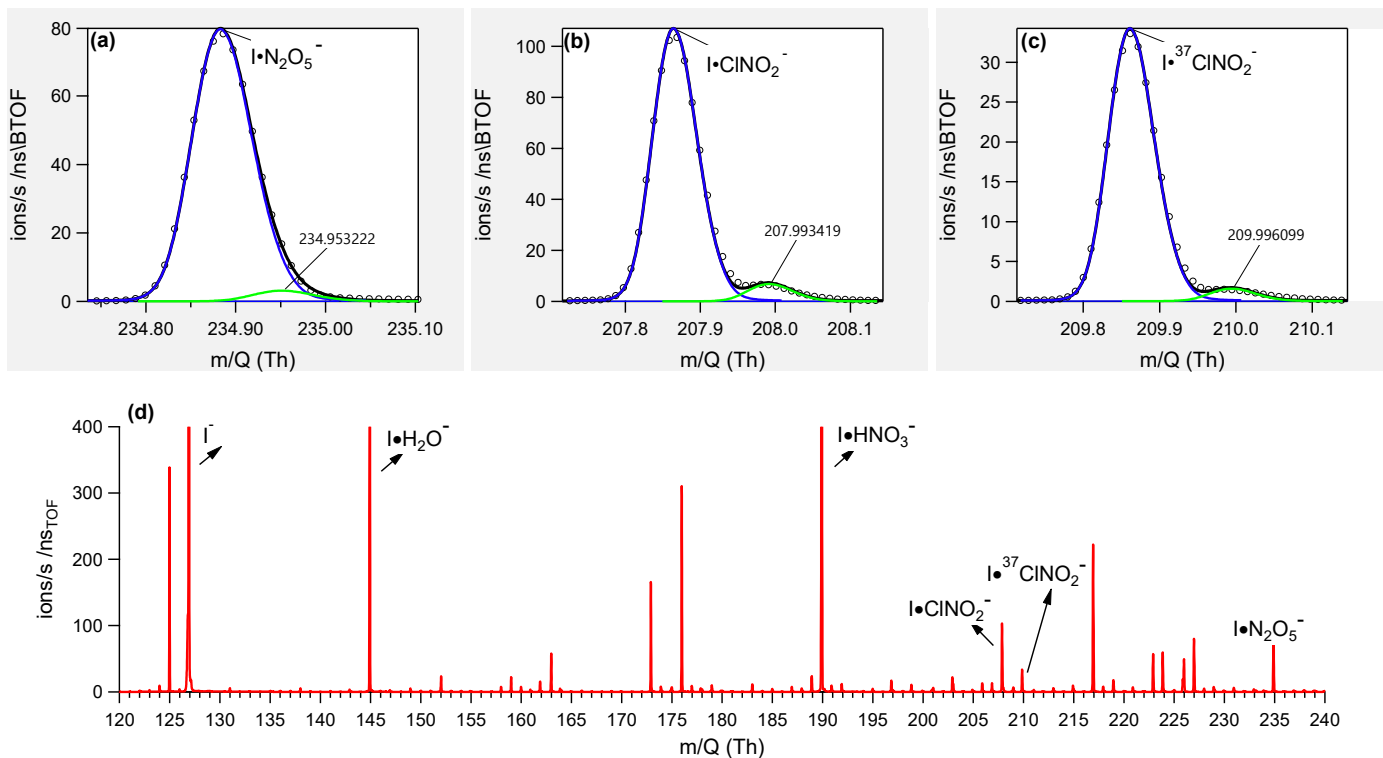 (a)
80
60
40
20
0
ions/s /ns\BTOF
I•N₂O₅⁻
234.953222
234.80 234.90 235.00 235.1
m/Q (Th)
(b)
100
80
60
40
20
0
ions/s /ns\BTOF
I•ClNO₂⁻
207.993419
207.8 207.9 208.0 208.1
m/Q (Th)
(c)
30
25
20
15
10
5
0
ions/s /ns\BTOF
I•³⁷ClNO₂⁻
209.996099
209.8 209.9 210.0 210.1
m/Q (Th)
(d)
400
300
200
100
0
ions/s /ns_TOF
I⁻
I•H₂O⁻
I•HNO₃⁻
I•ClNO₂⁻
I•³⁷ClNO₂⁻
I•N₂O₅⁻
120 125 130 135 140 145 150 155 160 165 170 175 180 185 190 195 200 205 210 215 220 225 230 235 240
m/Q (Th)